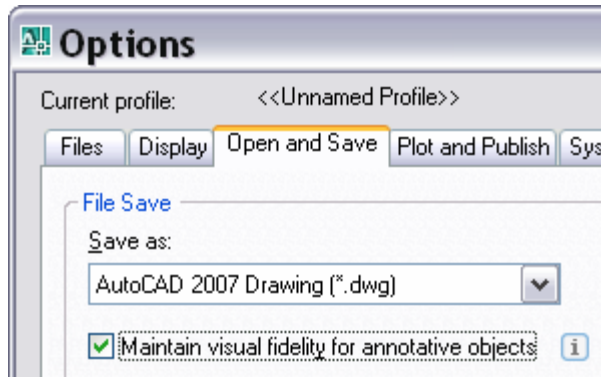 Options
Current profile: <<Unnamed Profile>>
Files Display Open and Save Plot and Publish Sys
File Save
Save as:
AutoCAD 2007 Drawing (*.dwg)
Maintain visual fidelity for annotative objects